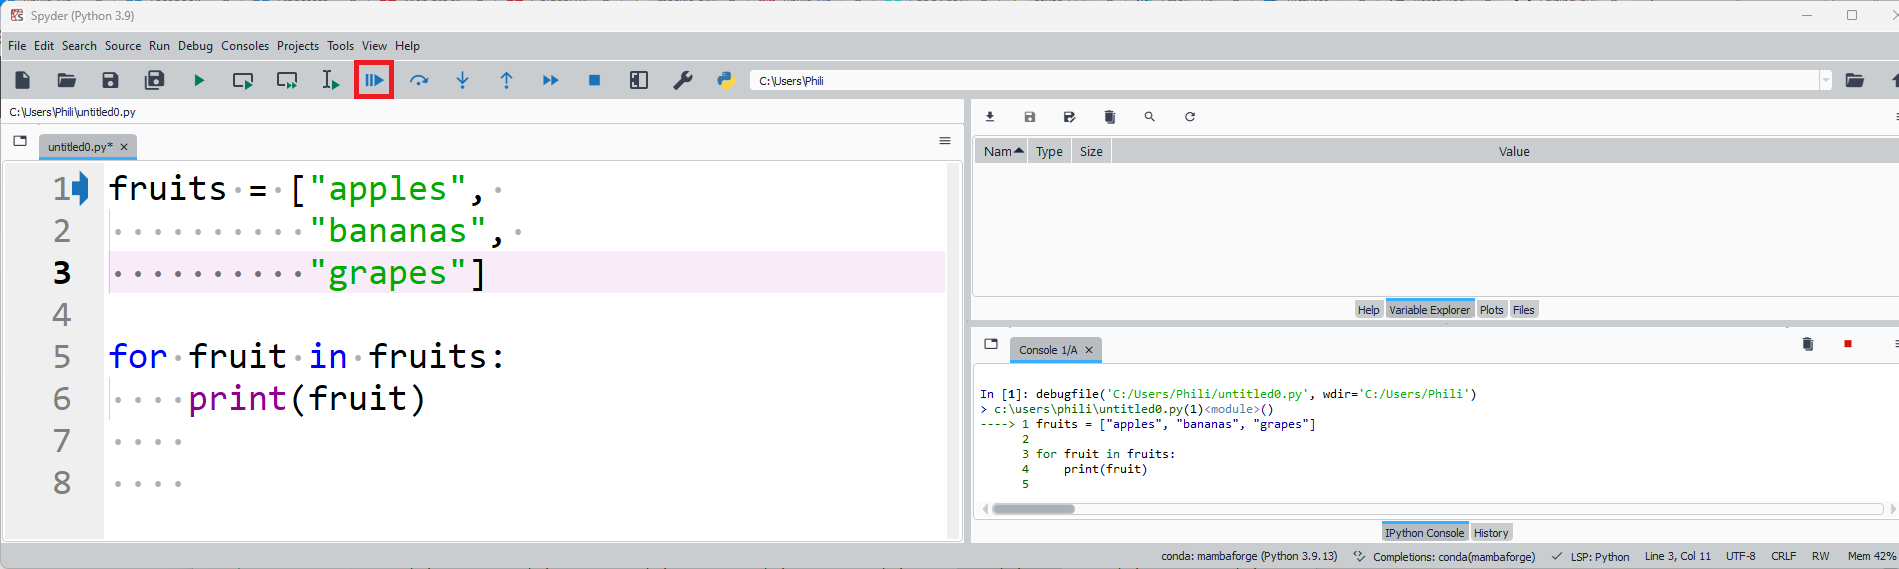 Spyder (Python 3.9)
File Edit Search Source Run Debug Consoles Projects Tools View Help
C:\Users\Phili
C:\Users\Phili\untitled0.py
untitled0.py*
1 fruits = ["apples",
2 "bananas",
3 "grapes"]
4
5 for fruit in fruits:
6 print(fruit)
7
8
Nam Type Size Value
Help Variable Explorer Plots Files
Console 1/A
In [1]: debugfile('C:/Users/Phili/untitled0.py', wdir='C:/Users/Phili')
> c:\users\phili\untitled0.py(1)<module>()
----> 1 fruits = ["apples", "bananas", "grapes"]
2
3 for fruit in fruits:
4 print(fruit)
5
IPython Console History
conda: mambaforge (Python 3.9.13) Completions: conda(mambaforge) LSP: Python Line 3, Col 11 UTF-8 CRLF RW Mem 42%